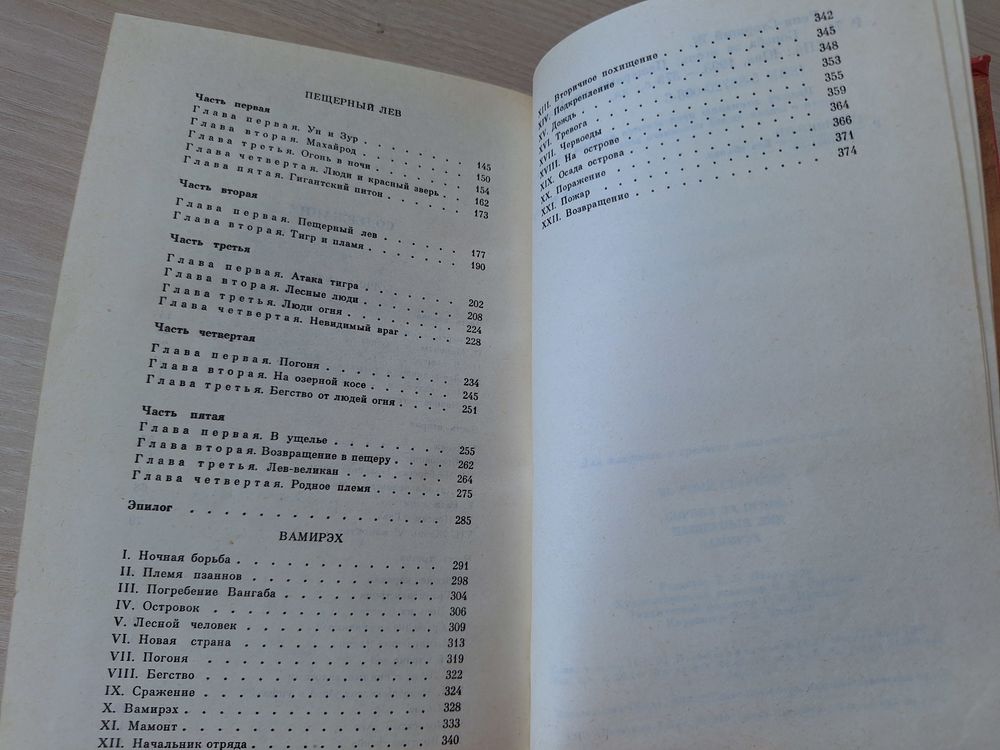 ПЕЩЕРНЫЙ ЛЕВ
Часть первая
Глава первая. Ун и Зур . . . . . . 145
Глава вторая. Махайрод . . . . . . 150
Глава третья. Огонь в ночи . . . . . . 154
Глава четвертая. Люди и красный зверь . . 162
Глава пятая. Гигантский питон . . . . . 173
Часть вторая
Глава первая. Пещерный лев . . . . . 177
Глава вторая. Тигр и пламя . . . . . 190
Часть третья
Глава первая. Атака тигра . . . . . . 202
Глава вторая. Лесные люди . . . . . . 208
Глава третья. Люди огня . . . . . . 224
Глава четвертая. Невидимый враг . . . . 228
Часть четвертая
Глава первая. Погоня . . . . . . . 234
Глава вторая. На озерной косе . . . . . 245
Глава третья. Бегство от людей огня . . . 251
Часть пятая
Глава первая. В ущелье . . . . . . . 255
Глава вторая. Возвращение в пещеру . . . 262
Глава третья. Лев-великан . . . . . . 264
Глава четвертая. Родное племя . . . . . 275
Эпилог . . . . . . . . . . . . . 285
ВАМИРЭХ
I. Ночная борьба . . . . . . . . . . 291
II. Племя пзаннов . . . . . . . . . . 298
III. Погребение Вангаба . . . . . . . . 304
IV. Островок . . . . . . . . . . . . 306
V. Лесной человек . . . . . . . . . . 309
VI. Новая страна . . . . . . . . . . 313
VII. Погоня . . . . . . . . . . . . 319
VIII. Бегство . . . . . . . . . . . . 322
IX. Сражение . . . . . . . . . . . . 324
X. Вамирэх . . . . . . . . . . . . 328
XI. Мамонт . . . . . . . . . . . . 333
XII. Начальник отряда . . . . . . . . . 340
XIII. Вторичное похищение . . . . . . . 342
XIV. Подкрепление . . . . . . . . . . 345
XV. Дождь . . . . . . . . . . . . 348
XVI. Тревога . . . . . . . . . . . . 353
XVII. Червоеды . . . . . . . . . . . 355
XVIII. На острове . . . . . . . . . . 359
XIX. Осада острова . . . . . . . . . . 364
XX. Поражение . . . . . . . . . . . 366
XXI. Пожар . . . . . . . . . . . . 371
XXII. Возвращение . . . . . . . . . . 374